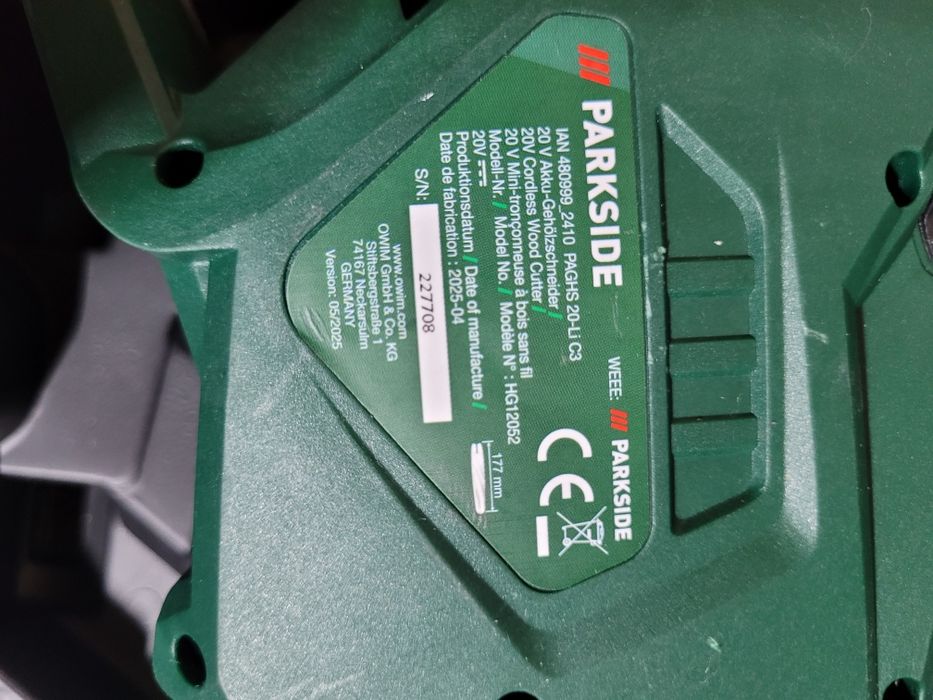 PARKSIDE
IAN 480999_2410 PAGHS 20-Li C3
20 V Akku-Gehölzschneider /
20V Cordless Wood Cutter /
20 V Mini-tronçonneuse à bois sans fil
Modell-Nr. / Model No. / Modèle N° : HG12052
20V
Produktionsdatum / Date of manufacture /
Date de fabrication : 2025-04
S/N: 227708
www.owim.com
OWIM GmbH & Co. KG
Stiftsbergstraße 1
74167 Neckarsulm
GERMANY
Version: 05/2025
WEEE: PARKSIDE
CE
177 mm